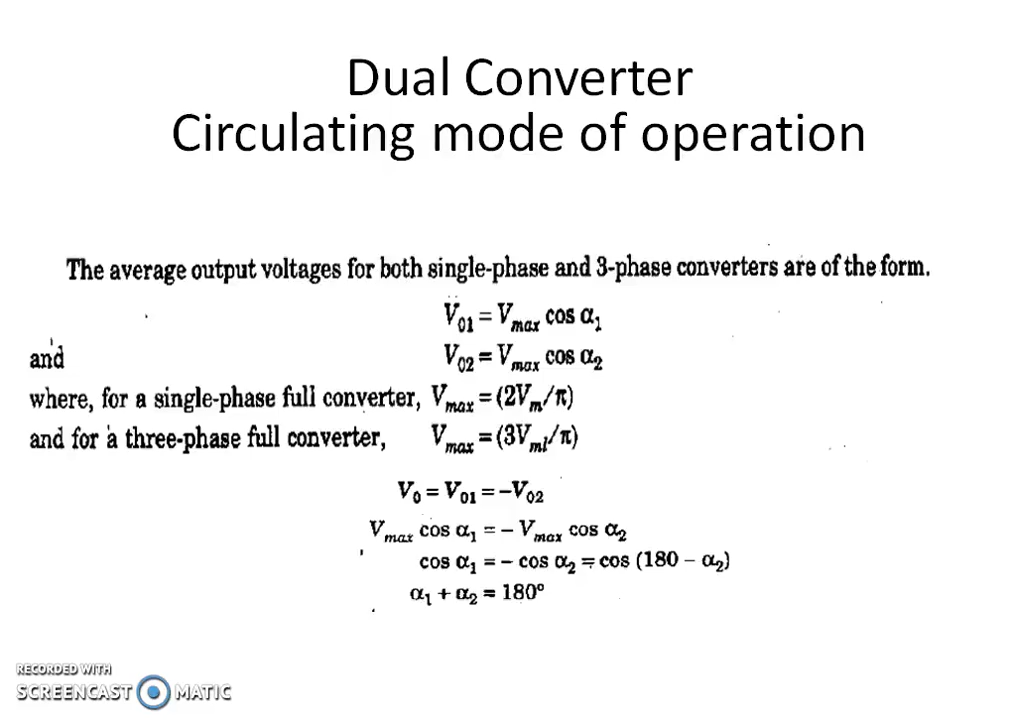 Dual Converter
Circulating mode of operation
The average output voltages for both single-phase and 3-phase converters are of the form.
V₀₁ = Vₘₐₓ cos α₁
and V₀₂ = Vₘₐₓ cos α₂
where, for a single-phase full converter, Vₘₐₓ = (2Vₘ/π)
and for a three-phase full converter, Vₘₐₓ = (3Vₘₗ/π)
V₀ = V₀₁ = –V₀₂
Vₘₐₓ cos α₁ = – Vₘₐₓ cos α₂
cos α₁ = – cos α₂ = cos (180 – α₂)
α₁ + α₂ = 180°
RECORDED WITH
SCREENCAST MATIC